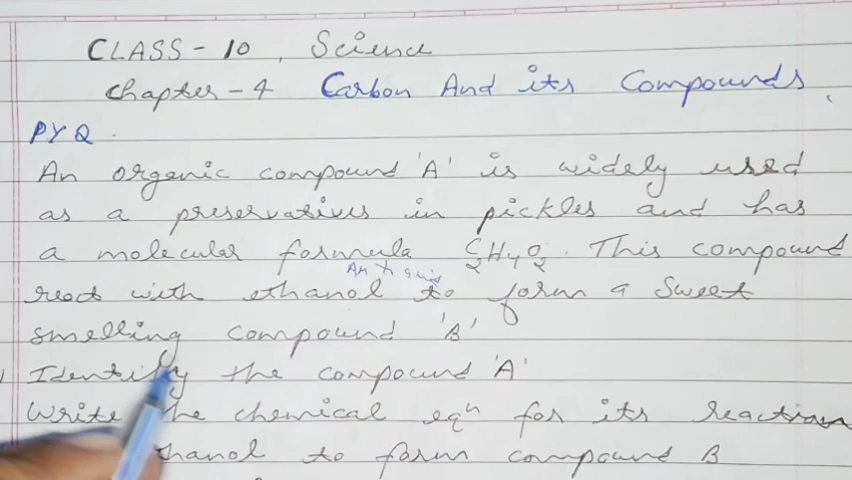 CLASS - 10, Science
Chapter - 4 Carbon And its Compounds.
PYQ.
An organic compound 'A' is widely used
as a preservatives in pickles and has
a molecular formula C2H4O2. This compound
react with ethanol to form a sweet
smelling compound 'B'
Identify the compound 'A'
Write the chemical eqn for its reaction
to form compound B